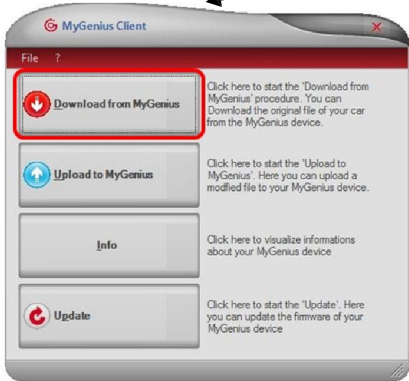 MyGenius Client
File ?
Download from MyGenius
Click here to start the 'Download from
MyGenius' procedure. You can
Download the original file of your car
from the MyGenius device.
Upload to MyGenius
Click here to start the 'Upload to
MyGenius'. Here you can upload a
modfied file to your MyGenius device.
Info
Click here to visualize informations
about your MyGenius device
Update
Click here to start the 'Update'. Here
you can update the firmware of your
MyGenius device